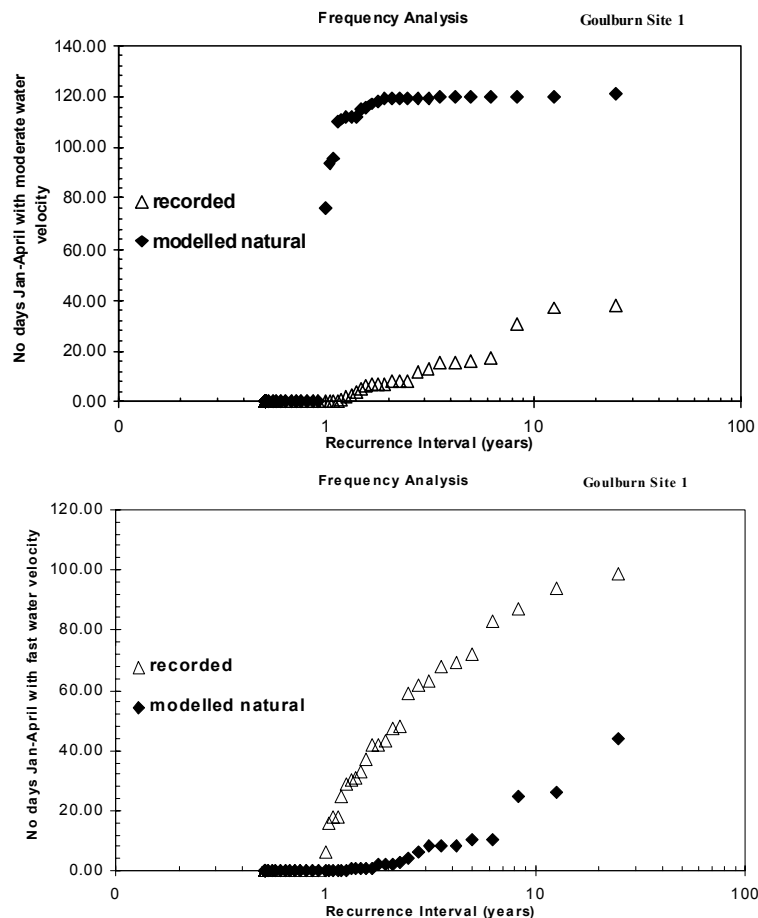 Frequency Analysis
Goulburn Site 1
No days Jan-April with moderate water
velocity
140.00
120.00
100.00
80.00
60.00
40.00
20.00
0.00
recorded
modelled natural
0
1
10
100
Recurrence Interval (years)
Frequency Analysis
Goulburn Site 1
No days Jan-April with fast water velocity
120.00
100.00
80.00
60.00
40.00
20.00
0.00
recorded
modelled natural
0
1
10
100
Recurrence Interval (years)